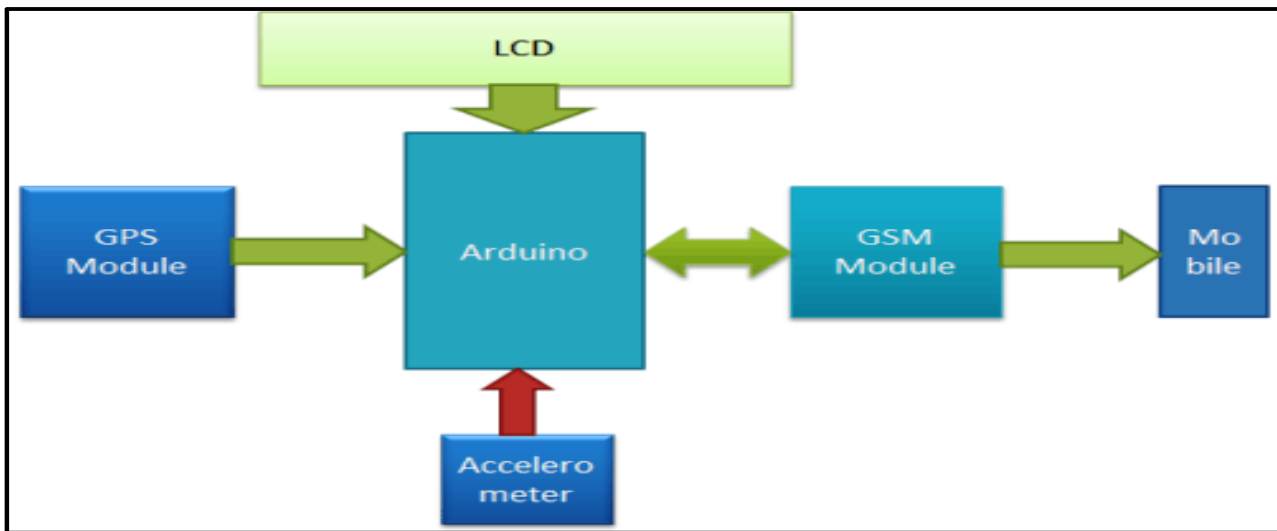 LCD
GPS
Module
Arduino
GSM
Module
Mo
bile
Accelero
meter